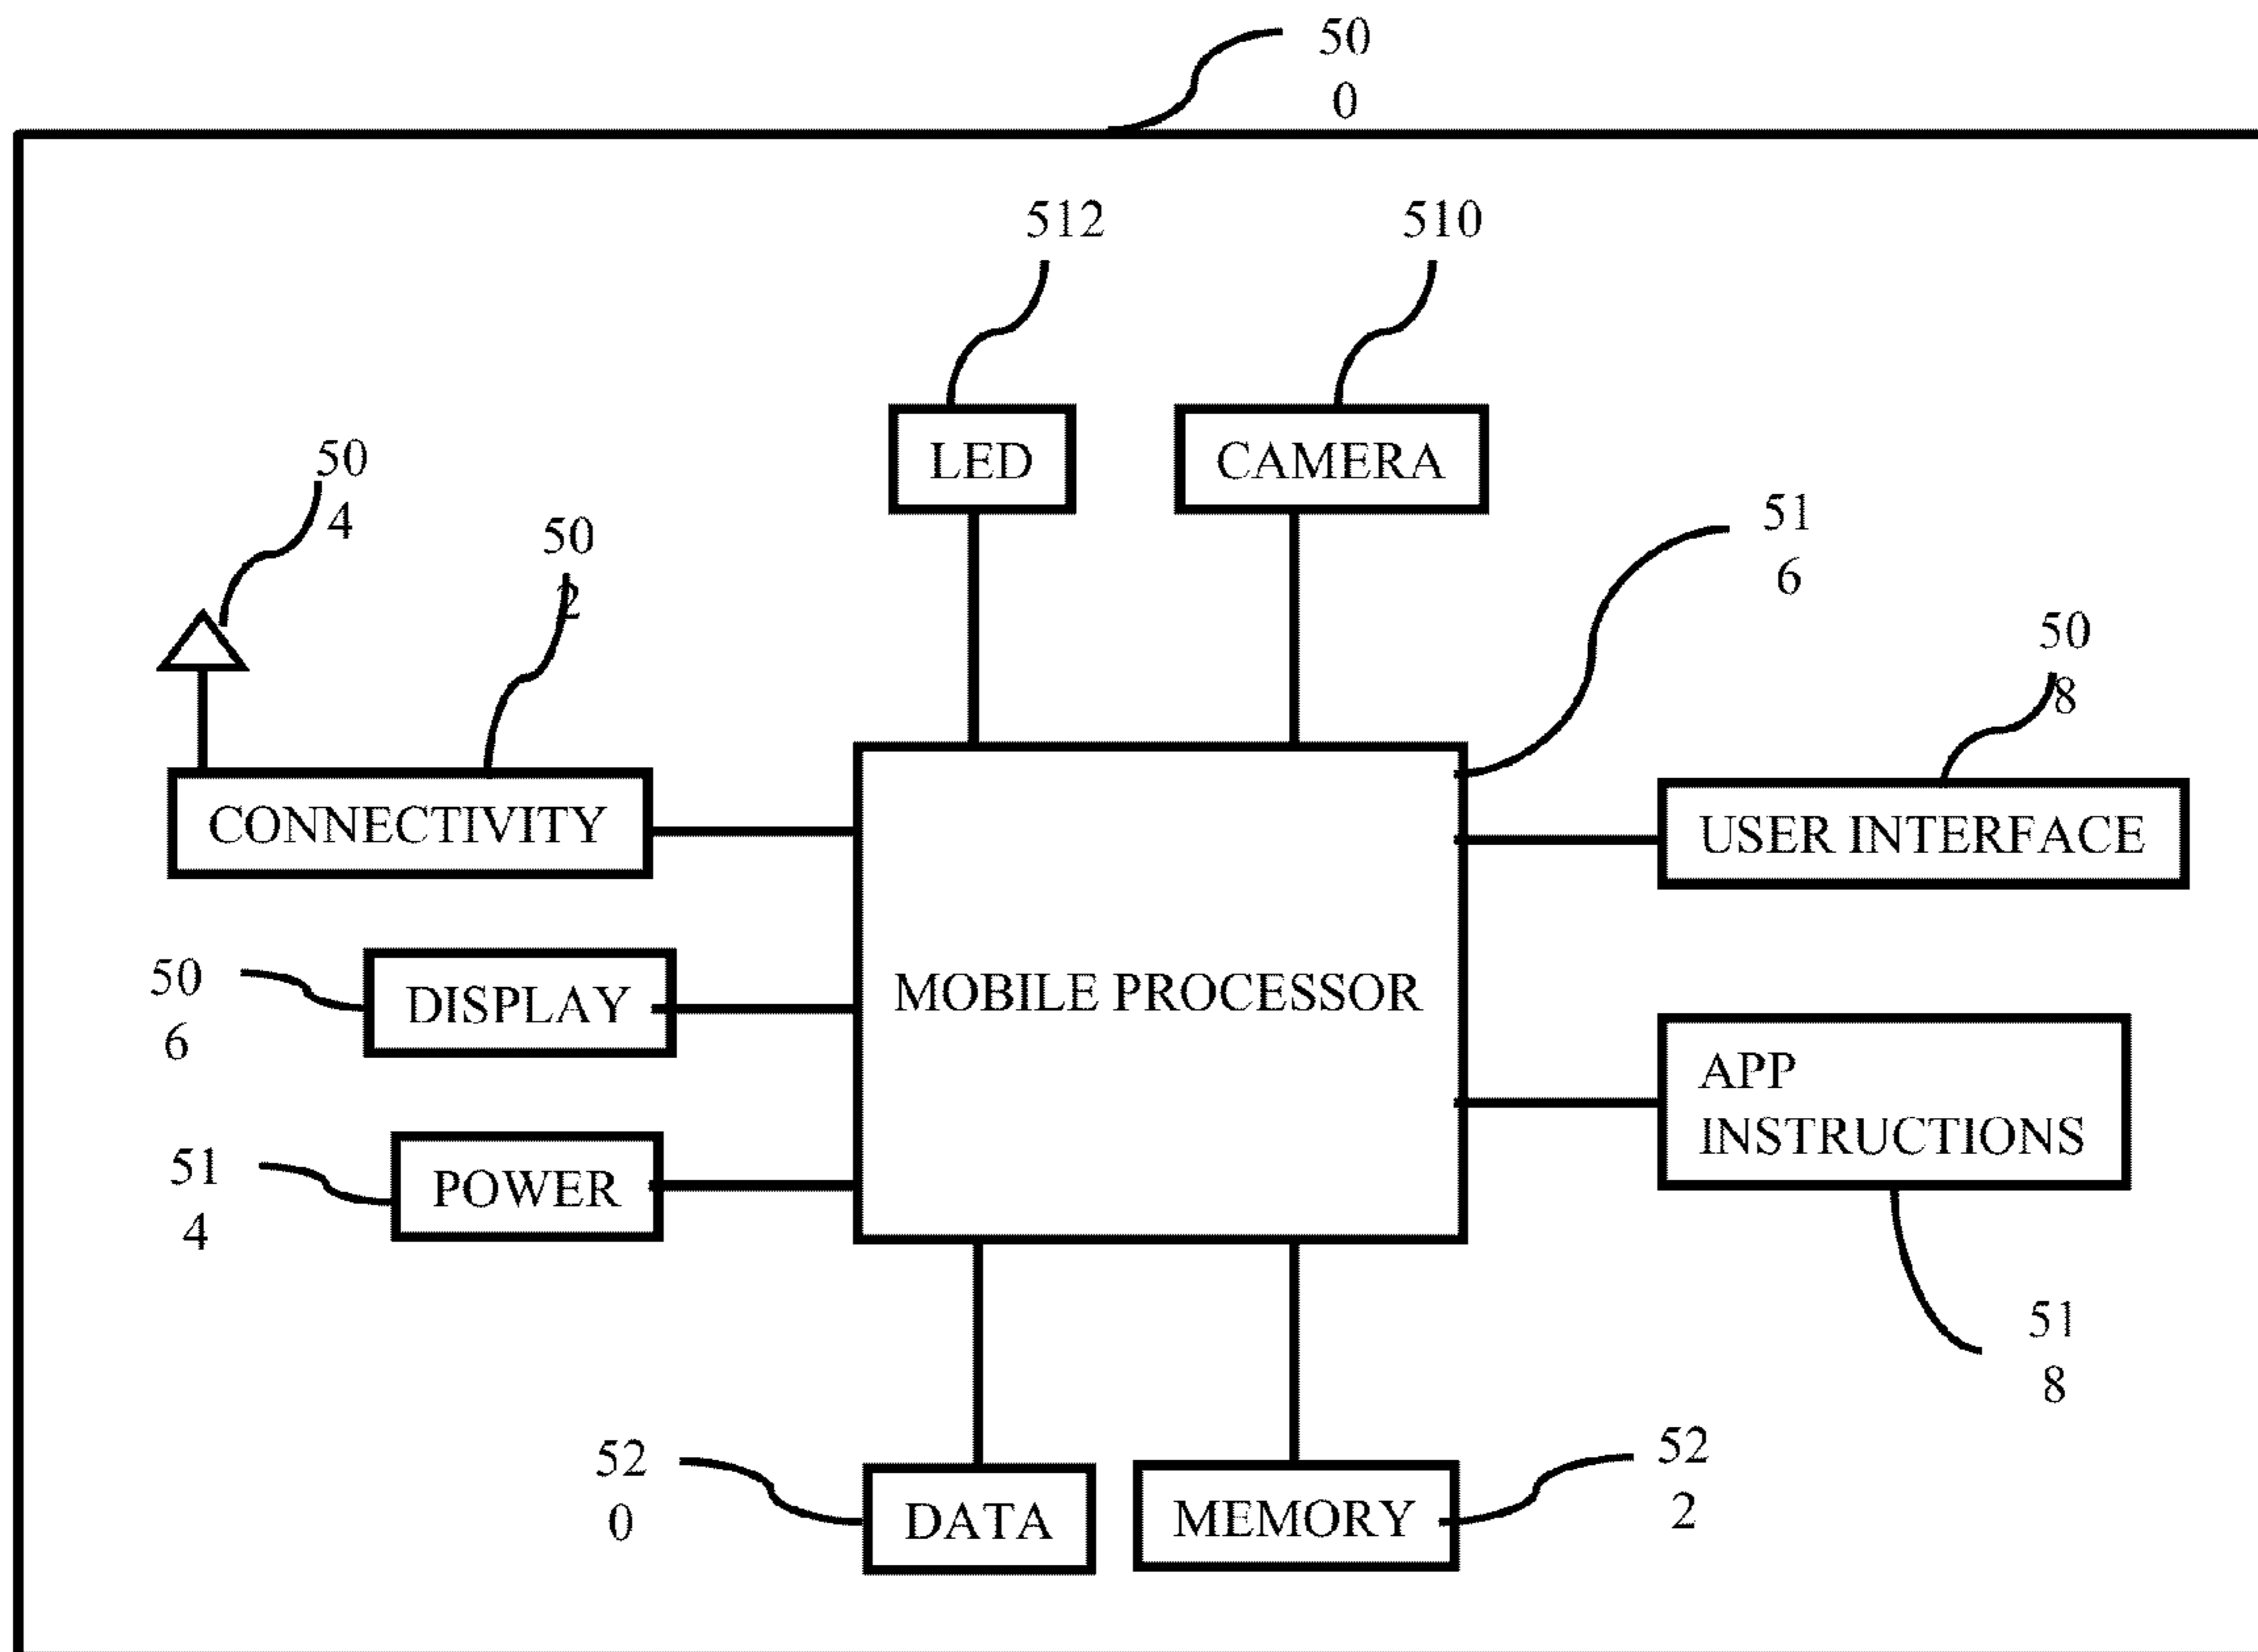 50
0
512
510
LED
CAMERA
50
4
50
2
51
6
50
8
CONNECTIVITY
USER INTERFACE
50
6
DISPLAY
MOBILE PROCESSOR
APP
INSTRUCTIONS
51
4
POWER
51
8
52
0
DATA
MEMORY
52
2